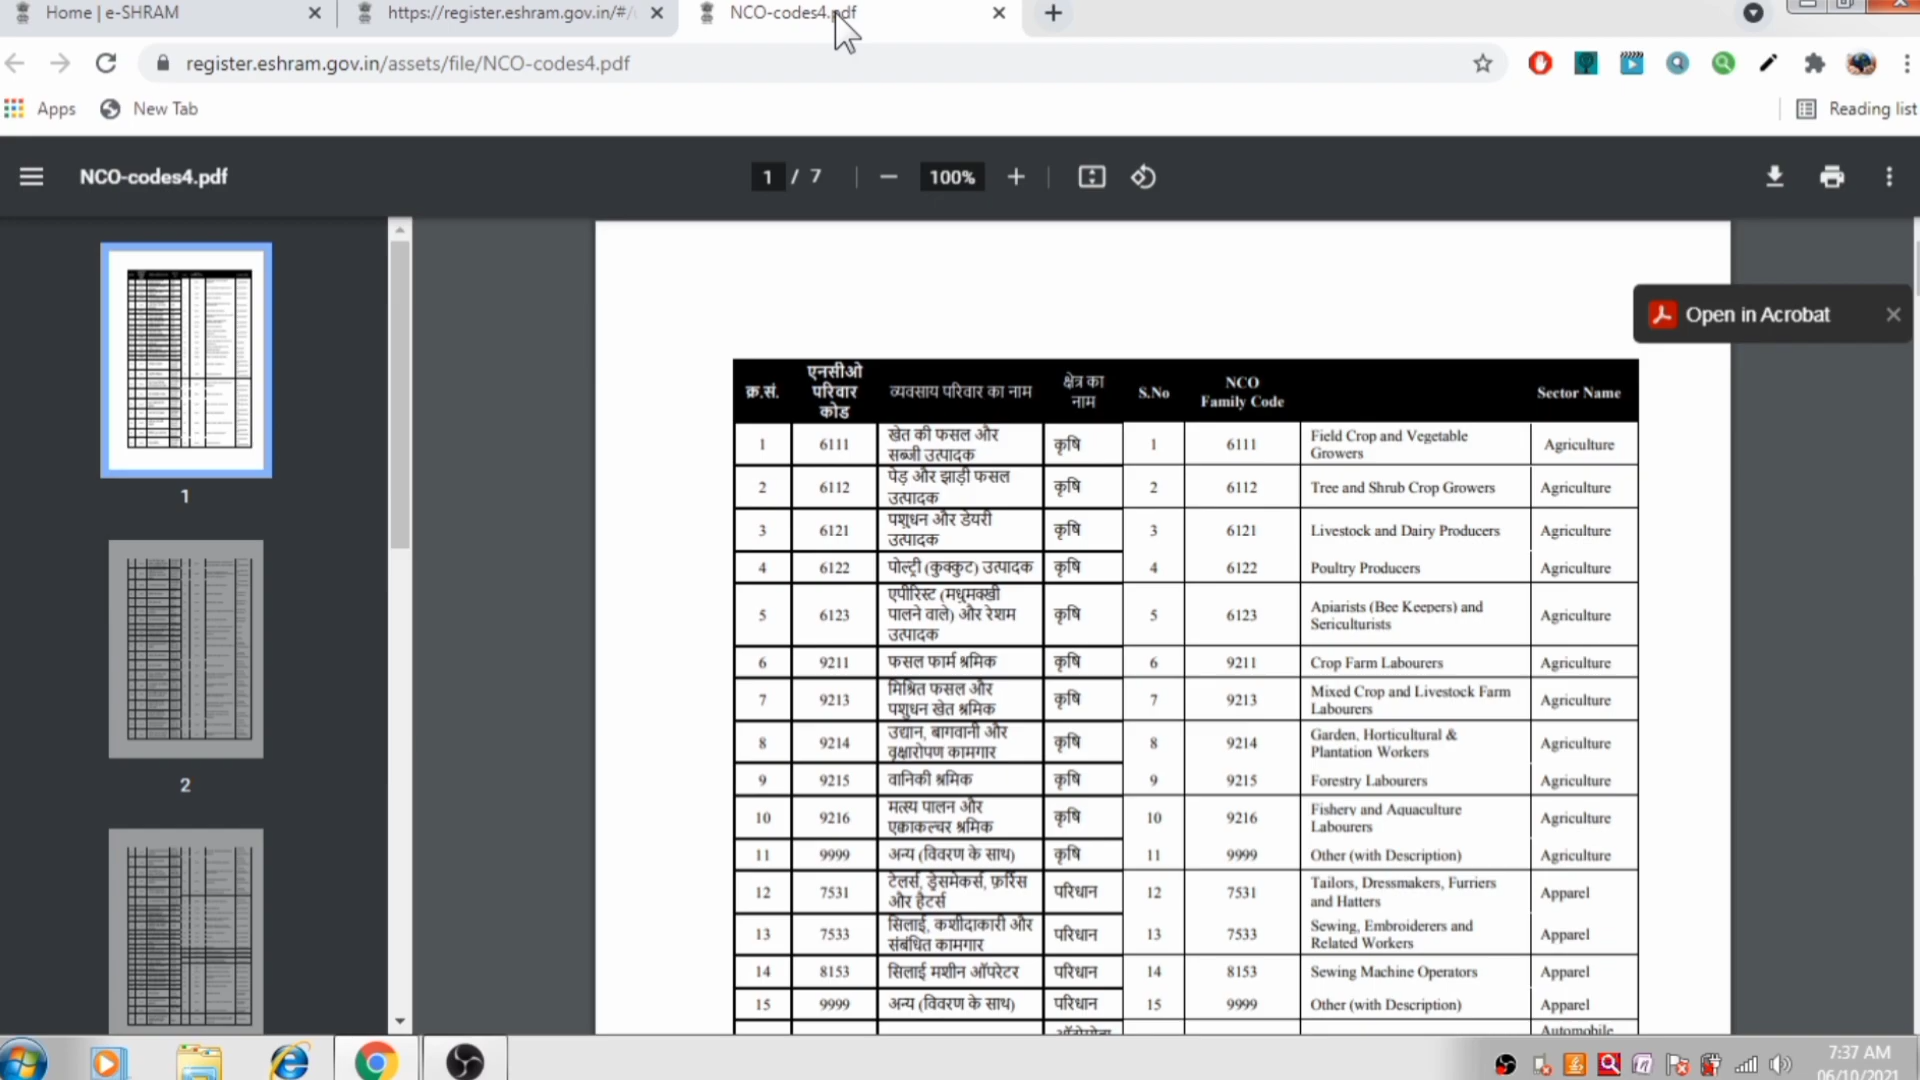 Home | e-SHRAM
https://register.eshram.gov.in/#/
NCO-codes4.pdf
register.eshram.gov.in/assets/file/NCO-codes4.pdf
Apps
New Tab
Reading list
NCO-codes4.pdf
1 / 7
100%
Open in Acrobat
1
2
क्र.सं. एनसीओ परिवार कोड व्यवसाय परिवार का नाम क्षेत्र का नाम S.No NCO Family Code Sector Name
1 6111 खेत की फसल और सब्जी उत्पादक कृषि 1 6111 Field Crop and Vegetable Growers Agriculture
2 6112 पेड़ और झाड़ी फसल उत्पादक कृषि 2 6112 Tree and Shrub Crop Growers Agriculture
3 6121 पशुधन और डेयरी उत्पादक कृषि 3 6121 Livestock and Dairy Producers Agriculture
4 6122 पोल्ट्री (कुक्कुट) उत्पादक कृषि 4 6122 Poultry Producers Agriculture
5 6123 एपीरिस्ट (मधुमक्खी पालने वाले) और रेशम उत्पादक 5 6123 Apiarists (Bee Keepers) and Sericulturists Agriculture
6 9211 फसल फार्म श्रमिक कृषि 6 9211 Crop Farm Labourers Agriculture
7 9213 मिश्रित फसल और पशुधन खेत श्रमिक कृषि 7 9213 Mixed Crop and Livestock Farm Labourers Agriculture
8 9214 उद्यान, बागवानी और वृक्षारोपण कामगार कृषि 8 9214 Garden, Horticultural & Plantation Workers Agriculture
9 9215 वानिकी श्रमिक कृषि 9 9215 Forestry Labourers Agriculture
10 9216 मत्स्य पालन और एक्वाकल्चर श्रमिक कृषि 10 9216 Fishery and Aquaculture Labourers Agriculture
11 9999 अन्य (विवरण के साथ) कृषि 11 9999 Other (with Description) Agriculture
12 7531 टेलर्स, ड्रेसमेकर्स, फ़र्रिस और हैटर्स परिधान 12 7531 Tailors, Dressmakers, Furriers and Hatters Apparel
13 7533 सिलाई, कशीदाकारी और संबंधित कामगार परिधान 13 7533 Sewing, Embroiderers and Related Workers Apparel
14 8153 सिलाई मशीन ऑपरेटर परिधान 14 8153 Sewing Machine Operators Apparel
15 9999 अन्य (विवरण के साथ) परिधान 15 9999 Other (with Description) Apparel
Automobile
7:37 AM
06/10/2021